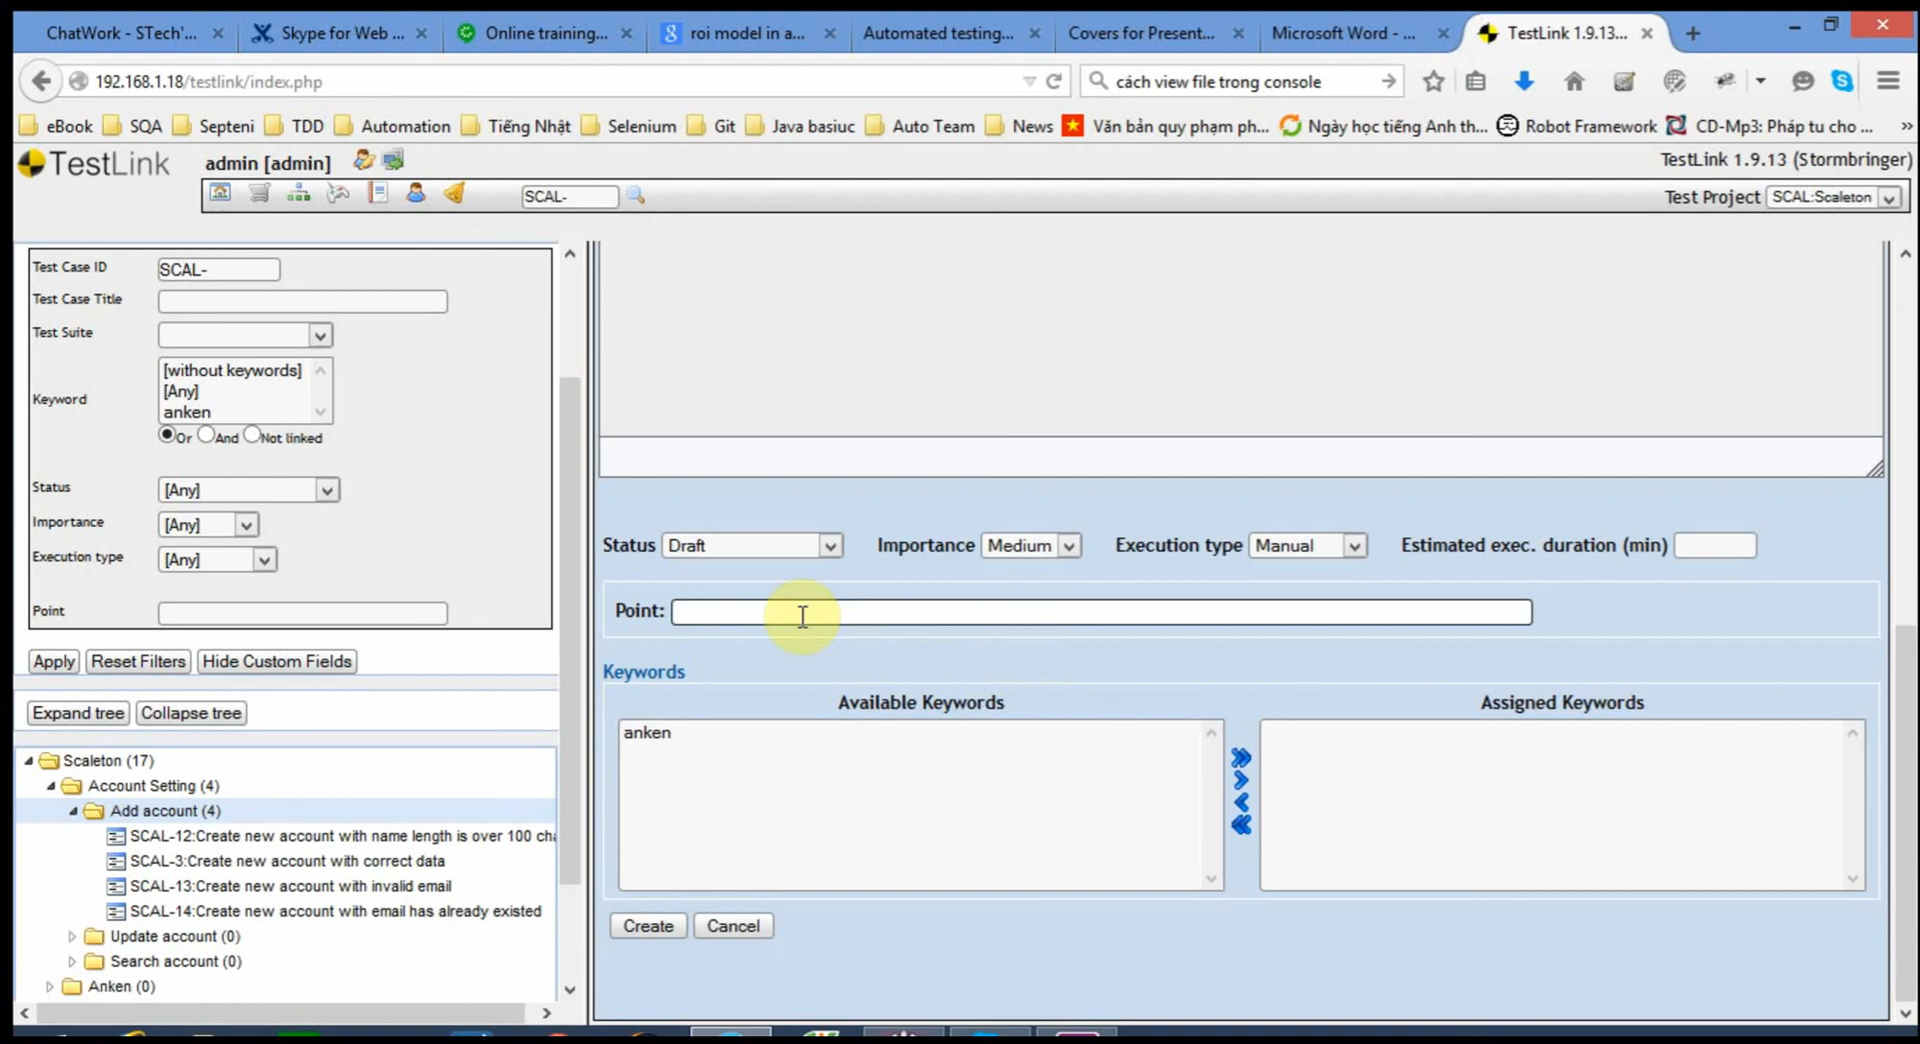 ChatWork - STech'...
Skype for Web ...
Online training...
roi model in a...
Automated testing...
Covers for Present...
Microsoft Word - ...
TestLink 1.9.13...
192.168.1.18/testlink/index.php
cách view file trong console
eBook SQA Septeni TDD Automation Tiếng Nhật Selenium Git Java basiuc Auto Team News Văn bản quy phạm ph... Ngày học tiếng Anh th... Robot Framework CD-Mp3: Pháp tu cho ... »
TestLink
admin [admin]
TestLink 1.9.13 (Stormbringer)
SCAL-
Test Project SCAL:Scaleton
Test Case ID SCAL-
Test Case Title
Test Suite
Keyword
[without keywords]
[Any]
anken
Or And Not linked
Status [Any]
Importance [Any]
Execution type [Any]
Point
Apply Reset Filters Hide Custom Fields
Expand tree Collapse tree
Scaleton (17)
Account Setting (4)
Add account (4)
SCAL-12:Create new account with name length is over 100 cha
SCAL-3:Create new account with correct data
SCAL-13:Create new account with invalid email
SCAL-14:Create new account with email has already existed
Update account (0)
Search account (0)
Anken (0)
Status Draft Importance Medium Execution type Manual Estimated exec. duration (min)
Point:
Keywords
Available Keywords Assigned Keywords
anken
Create Cancel